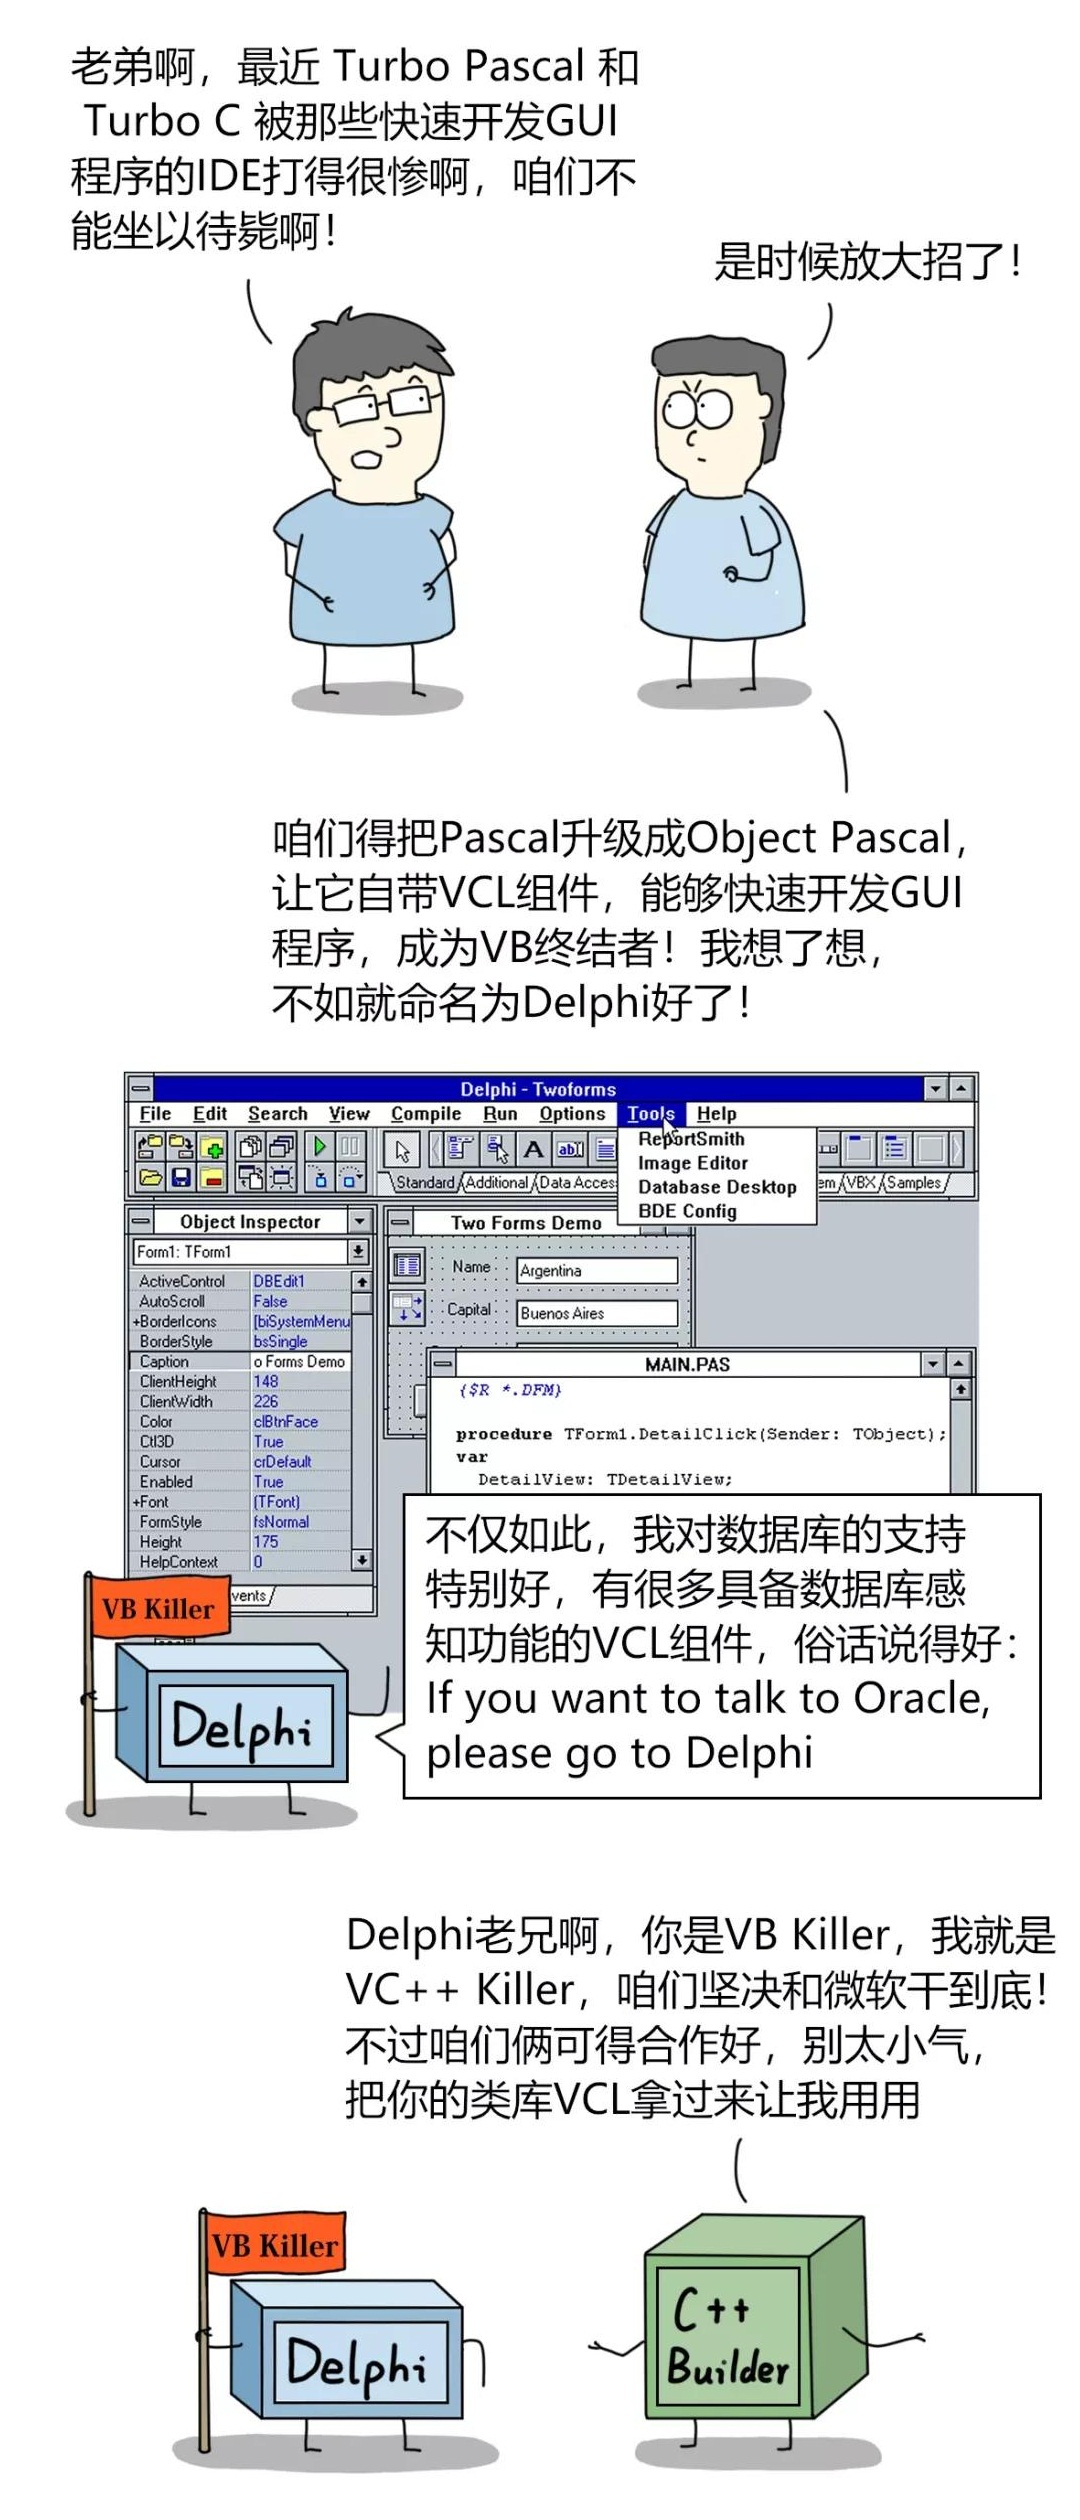 老弟啊，最近 Turbo Pascal 和
Turbo C 被那些快速开发GUI
程序的IDE打得很惨啊，咱们不
能坐以待毙啊！
是时候放大招了！
咱们得把Pascal升级成Object Pascal，
让它自带VCL组件，能够快速开发GUI
程序，成为VB终结者！我想了想，
不如就命名为Delphi好了！
Delphi - Twoforms
File Edit Search View Compile Run Options Tools Help
ReportSmith
Image Editor
Database Desktop
BDE Config
Standard Additional Data Acces em VBX Samples
Object Inspector
Form1: TForm1
ActiveControl DBEdit1
AutoScroll False
+BorderIcons [biSystemMenu
BorderStyle bsSingle
Caption o Forms Demo
ClientHeight 148
ClientWidth 226
Color clBtnFace
Ctl3D True
Cursor crDefault
Enabled True
+Font (TFont)
FormStyle fsNormal
Height 175
HelpContext 0
vents
Two Forms Demo
Name Argentina
Capital Buenos Aires
MAIN.PAS
{$R *.DFM}
procedure TForm1.DetailClick(Sender: TObject);
var
DetailView: TDetailView;
不仅如此，我对数据库的支持
特别好，有很多具备数据库感
知功能的VCL组件，俗话说得好：
If you want to talk to Oracle,
please go to Delphi
VB Killer
Delphi
Delphi老兄啊，你是VB Killer，我就是
VC++ Killer，咱们坚决和微软干到底！
不过咱们俩可得合作好，别太小气，
把你的类库VCL拿过来让我用用
VB Killer
Delphi
C++
Builder